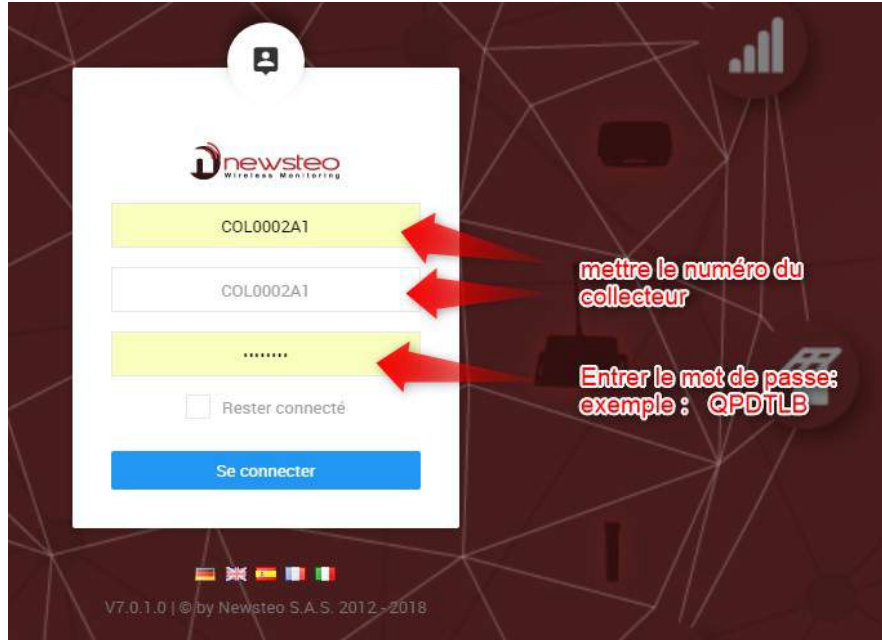 newsteo
Wireless Monitoring
COL0002A1
COL0002A1
mettre le numéro du
collecteur
........
Entrer le mot de passe:
exemple : QPDTLB
Rester connecté
Se connecter
V7.0.1.0 | © by Newsteo S.A.S. 2012 - 2018